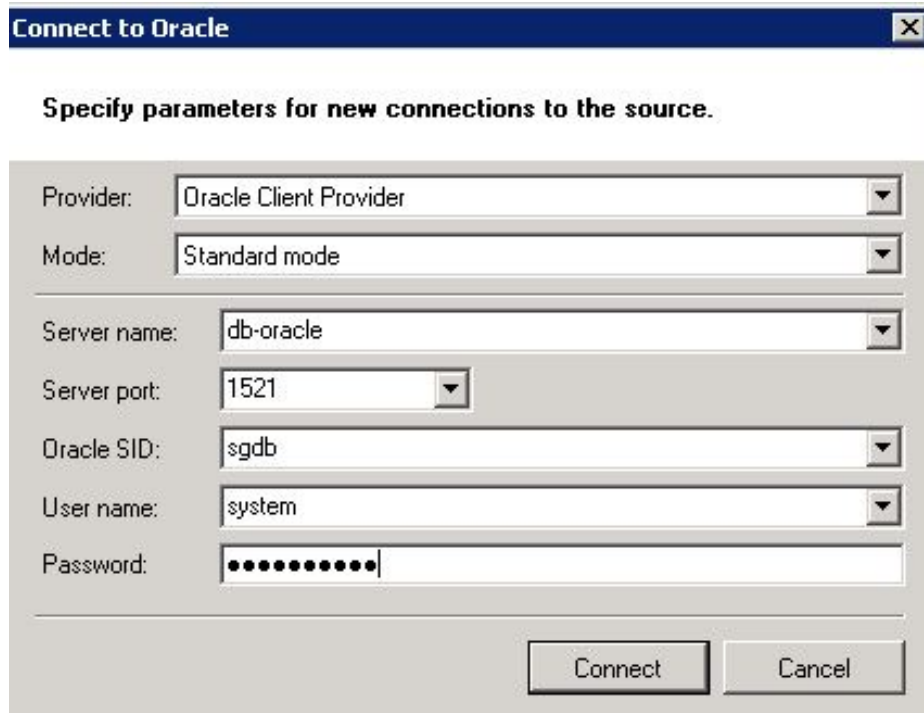 Connect to Oracle
Specify parameters for new connections to the source.
Provider: Oracle Client Provider
Mode: Standard mode
Server name: db-oracle
Server port: 1521
Oracle SID: sgdb
User name: system
Password: ●●●●●●●●●●
Connect Cancel